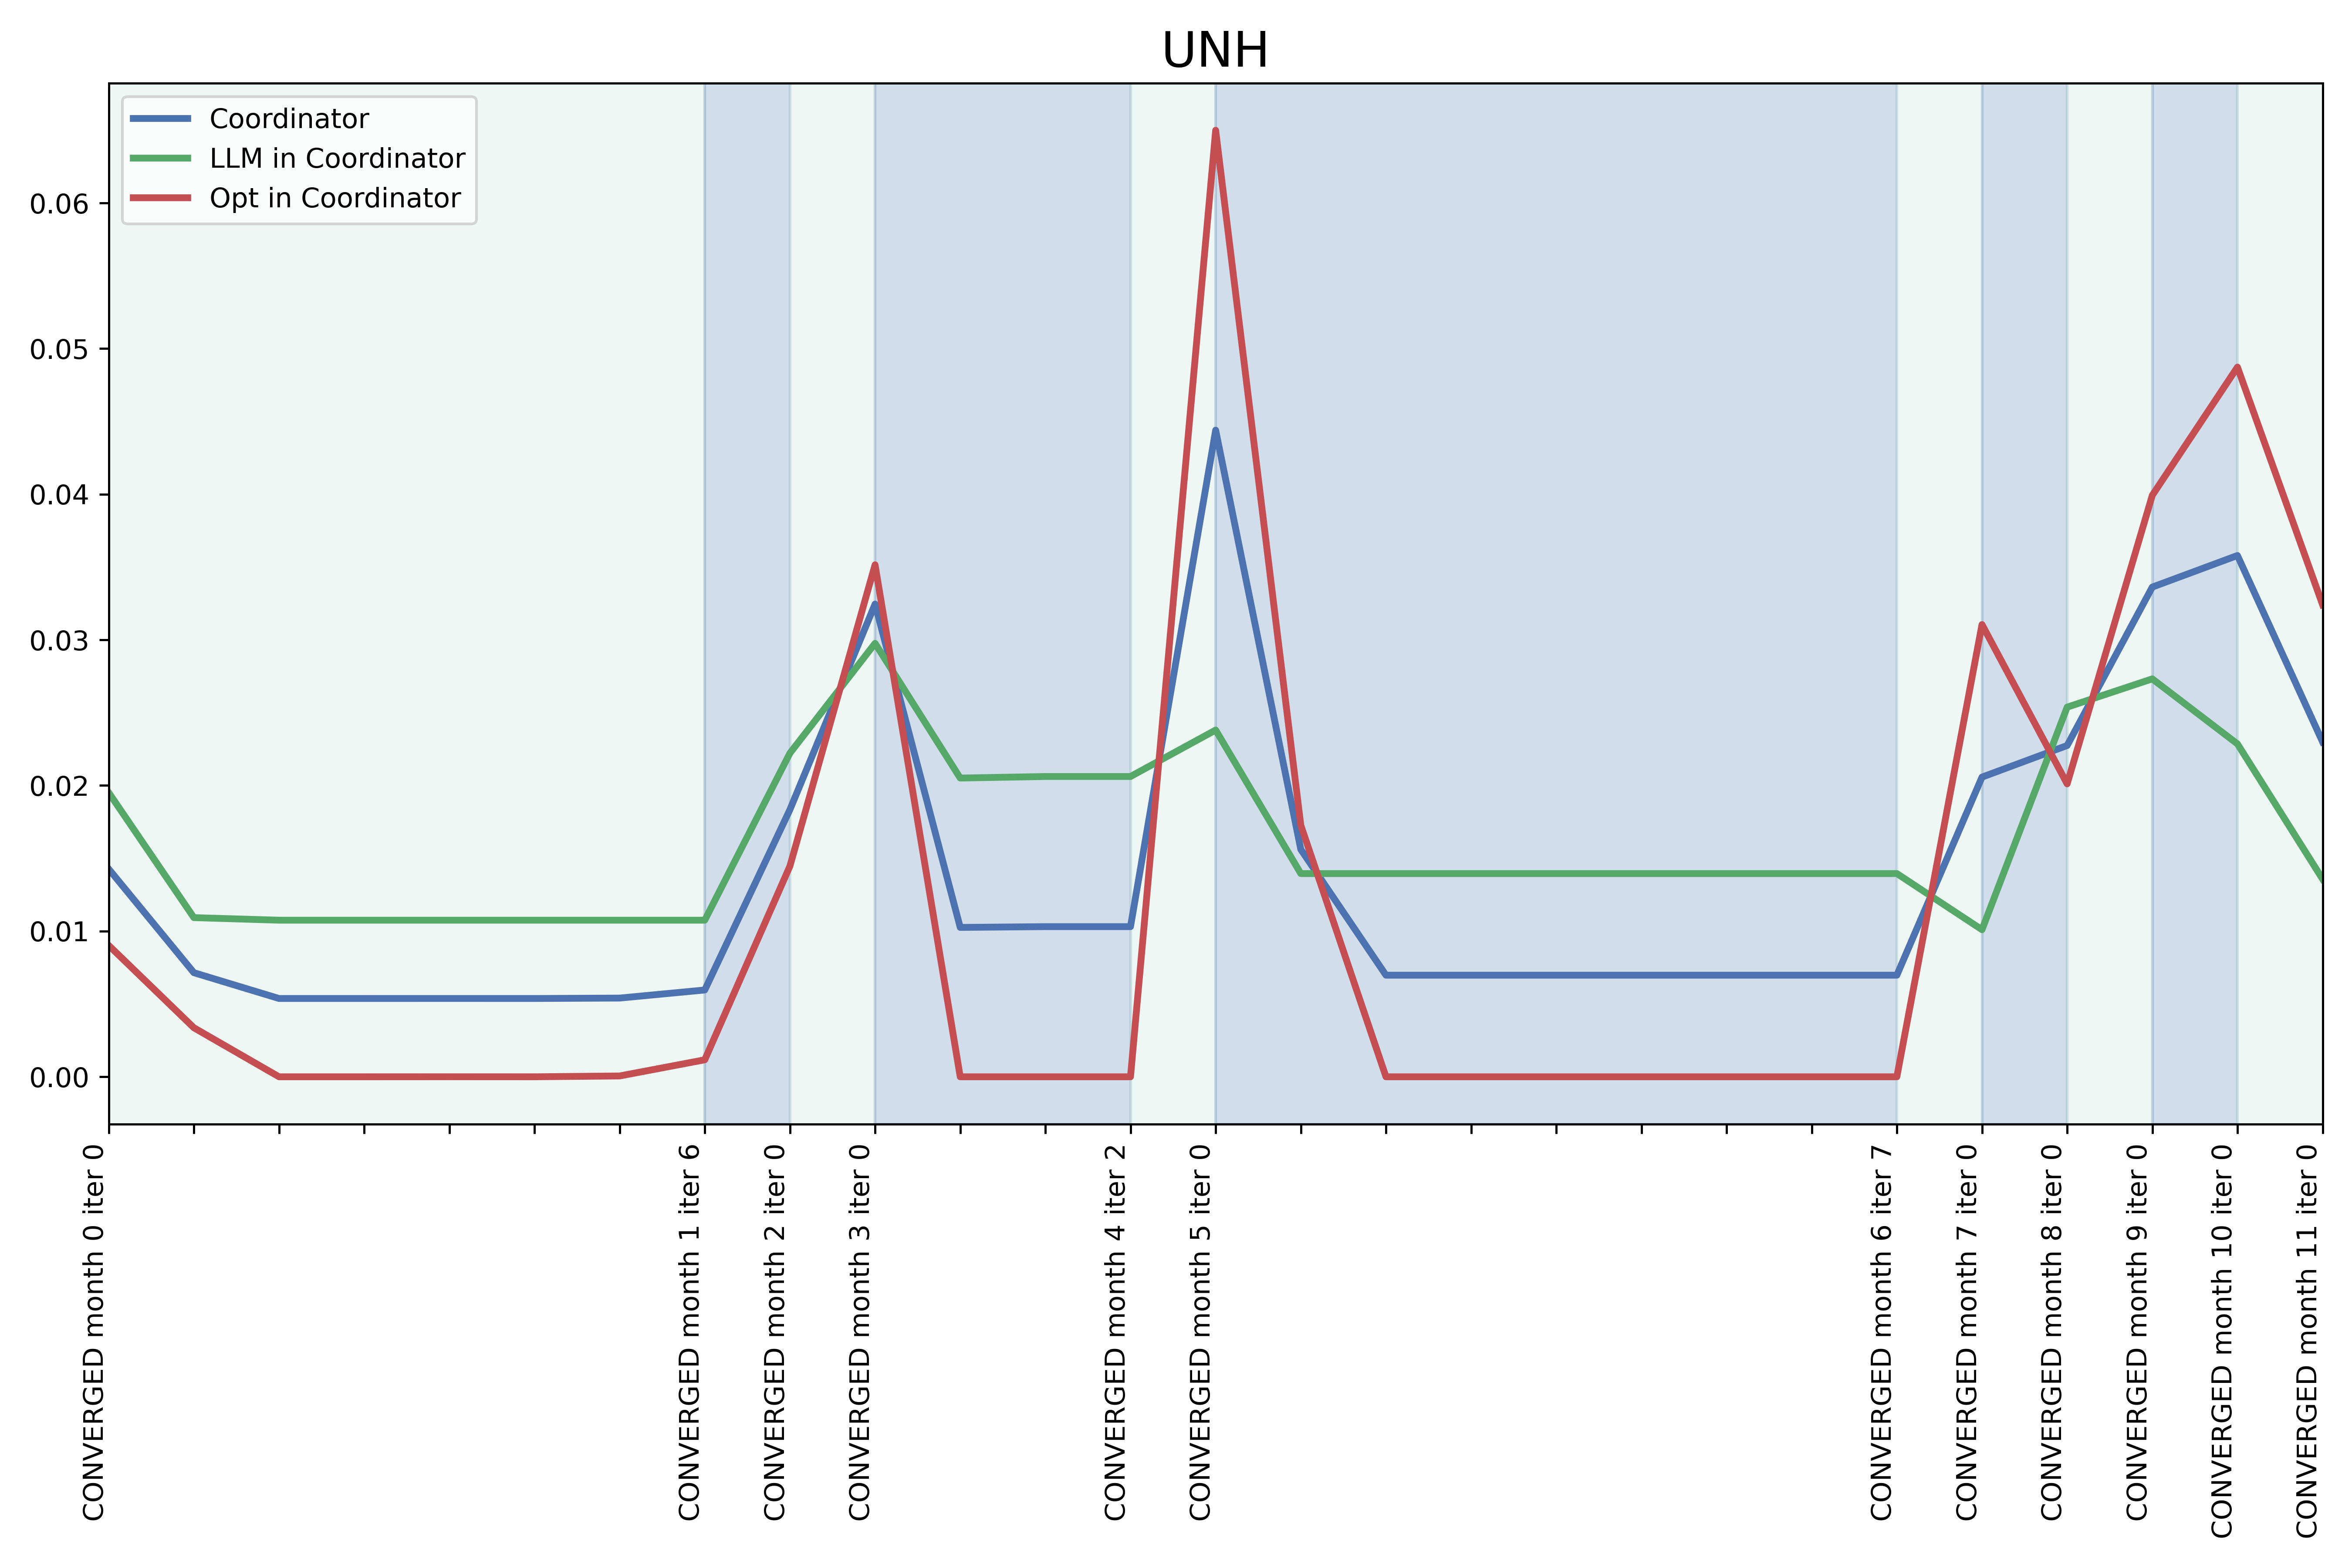 UNH
Coordinator
LLM in Coordinator
Opt in Coordinator
0.06
0.05
0.04
0.03
0.02
0.01
0.00
CONVERGED month 0 iter 0
CONVERGED month 1 iter 6
CONVERGED month 2 iter 0
CONVERGED month 3 iter 0
CONVERGED month 4 iter 2
CONVERGED month 5 iter 0
CONVERGED month 6 iter 7
CONVERGED month 7 iter 0
CONVERGED month 8 iter 0
CONVERGED month 9 iter 0
CONVERGED month 10 iter 0
CONVERGED month 11 iter 0